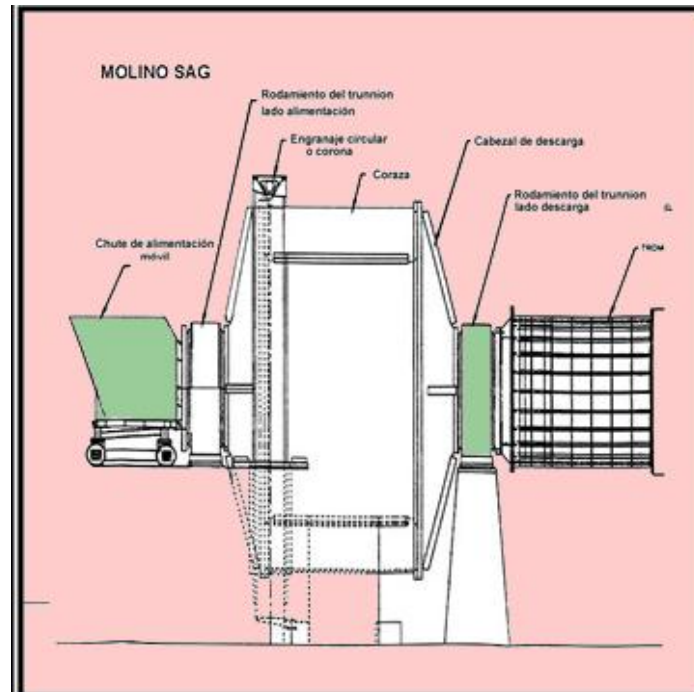 MOLINO SAG
Rodamiento del trunnion
lado alimentación
Engranaje circular
o corona
Cabezal de descarga
Coraza
Rodamiento del trunnion
lado descarga
Chute de alimentación
móvil
TROM